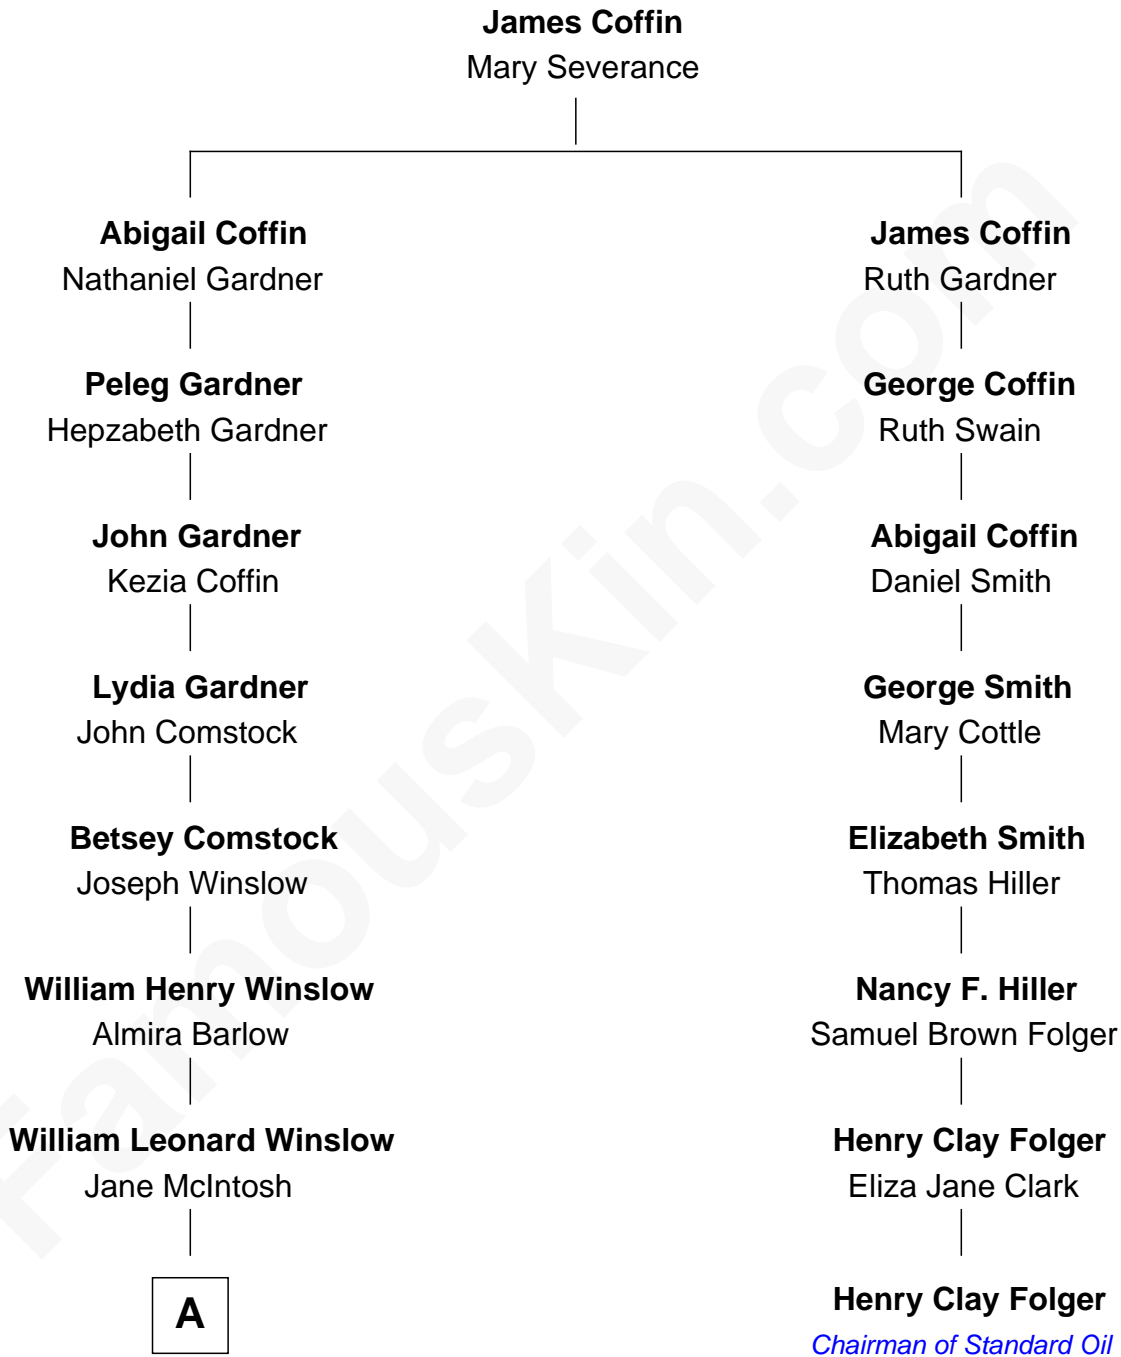 James Coffin
Mary Severance
Abigail Coffin
Nathaniel Gardner
James Coffin
Ruth Gardner
Peleg Gardner
Hepzabeth Gardner
George Coffin
Ruth Swain
John Gardner
Kezia Coffin
Abigail Coffin
Daniel Smith
Lydia Gardner
John Comstock
George Smith
Mary Cottle
Betsey Comstock
Joseph Winslow
Elizabeth Smith
Thomas Hiller
William Henry Winslow
Almira Barlow
Nancy F. Hiller
Samuel Brown Folger
William Leonard Winslow
Jane McIntosh
Henry Clay Folger
Eliza Jane Clark
A
Henry Clay Folger
Chairman of Standard Oil
FamousKin.com